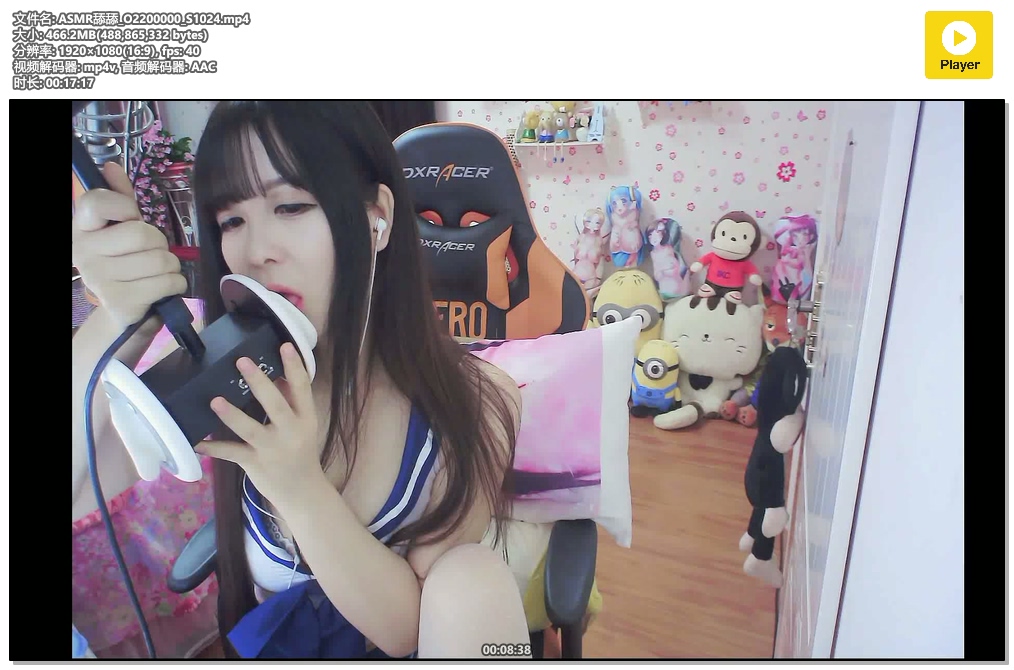 文件名: ASMR舔舔_O2200000_S1024.mp4
大小: 466.2MB(488,865,332 bytes)
分辨率: 1920×1080(16:9), fps: 40
视频解码器: mp4v, 音频解码器: AAC
时长: 00:17:17
Player
DXRACER
DXRACER
00:08:38